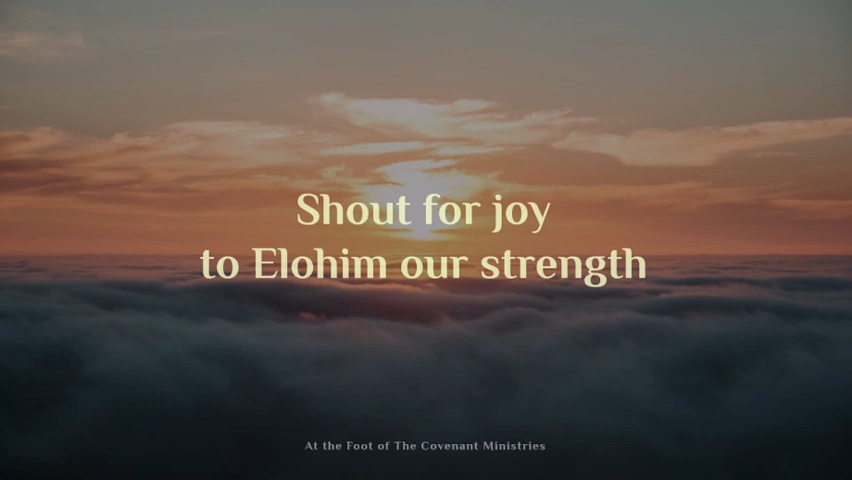 Shout for joy
to Elohim our strength
At the Foot of The Covenant Ministries